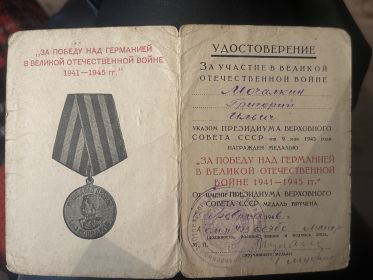 „ЗА ПОБЕДУ НАД ГЕРМАНИЕЙ
В ВЕЛИКОЙ ОТЕЧЕСТВЕННОЙ ВОЙНЕ
1941—1945 гг.“
УДОСТОВЕРЕНИЕ
ЗА УЧАСТИЕ В ВЕЛИКОЙ
ОТЕЧЕСТВЕННОЙ ВОЙНЕ
Мочалкин
Григорий
Ильич
УКАЗОМ ПРЕЗИДИУМА ВЕРХОВНОГО
СОВЕТА СССР от 9 мая 1945 года
НАГРАЖДЕН МЕДАЛЬЮ
„ЗА ПОБЕДУ НАД ГЕРМАНИЕЙ
В ВЕЛИКОЙ ОТЕЧЕСТВЕННОЙ
ВОЙНЕ 1941—1945 гг.“
ОТ имени ПРЕЗИДИУМА ВЕРХОВНОГО
СОВЕТА СССР МЕДАЛЬ ВРУЧЕНА
1946 г.
М. П.